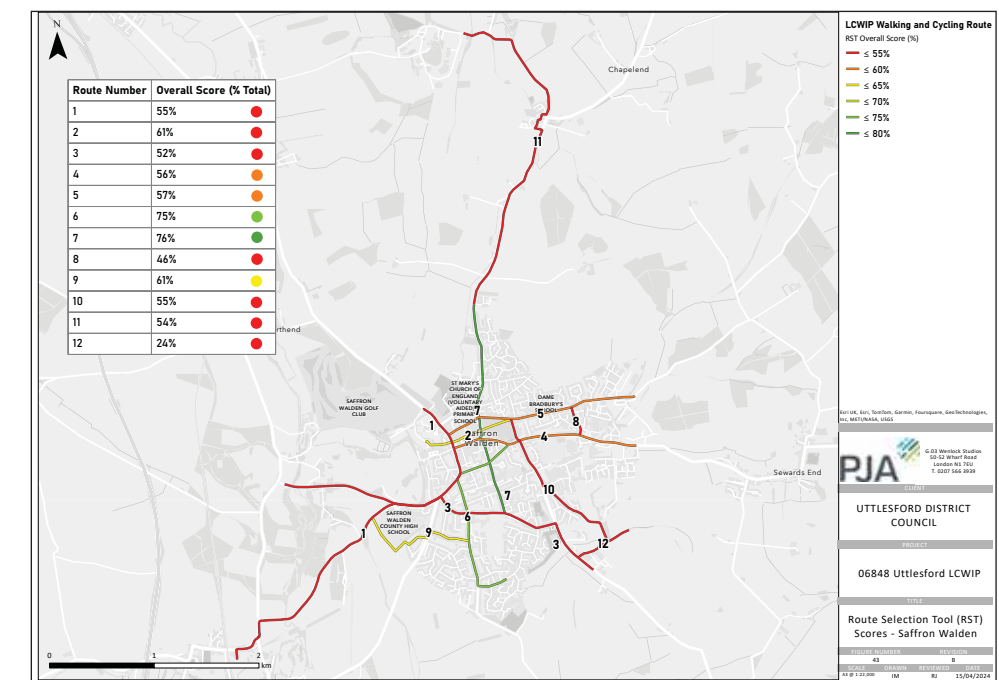 N
Route Number Overall Score (% Total)
1 55%
2 61%
3 52%
4 56%
5 57%
6 75%
7 76%
8 46%
9 61%
10 55%
11 54%
12 24%
Chapelend
11
rthend
SAFFRON
WALDEN GOLF
CLUB
ST MARY'S
CHURCH OF
ENGLAND
(VOLUNTARY
AIDED)
PRIMARY
SCHOOL
DAME
BRADBURY'S
SCHOOL
7
5
8
1
2
4
Saffron
Walden
Sewards End
10
7
3
6
SAFFRON
WALDEN
COUNTY HIGH
SCHOOL
1
9
3
12
0 1 2
km
LCWIP Walking and Cycling Route
RST Overall Score (%)
≤ 55%
≤ 60%
≤ 65%
≤ 70%
≤ 75%
≤ 80%
Esri UK, Esri, TomTom, Garmin, Foursquare, GeoTechnologies,
Inc, METI/NASA, USGS
PJA
G.03 Wenlock Studios
50-52 Wharf Road
London N1 7EU
T. 0207 566 3939
CLIENT
UTTLESFORD DISTRICT
COUNCIL
PROJECT
06848 Uttlesford LCWIP
TITLE
Route Selection Tool (RST)
Scores - Saffron Walden
FIGURE NUMBER REVISION
43 B
SCALE DRAWN REVIEWED DATE
A3 @ 1:23,000 IM RJ 15/04/2024